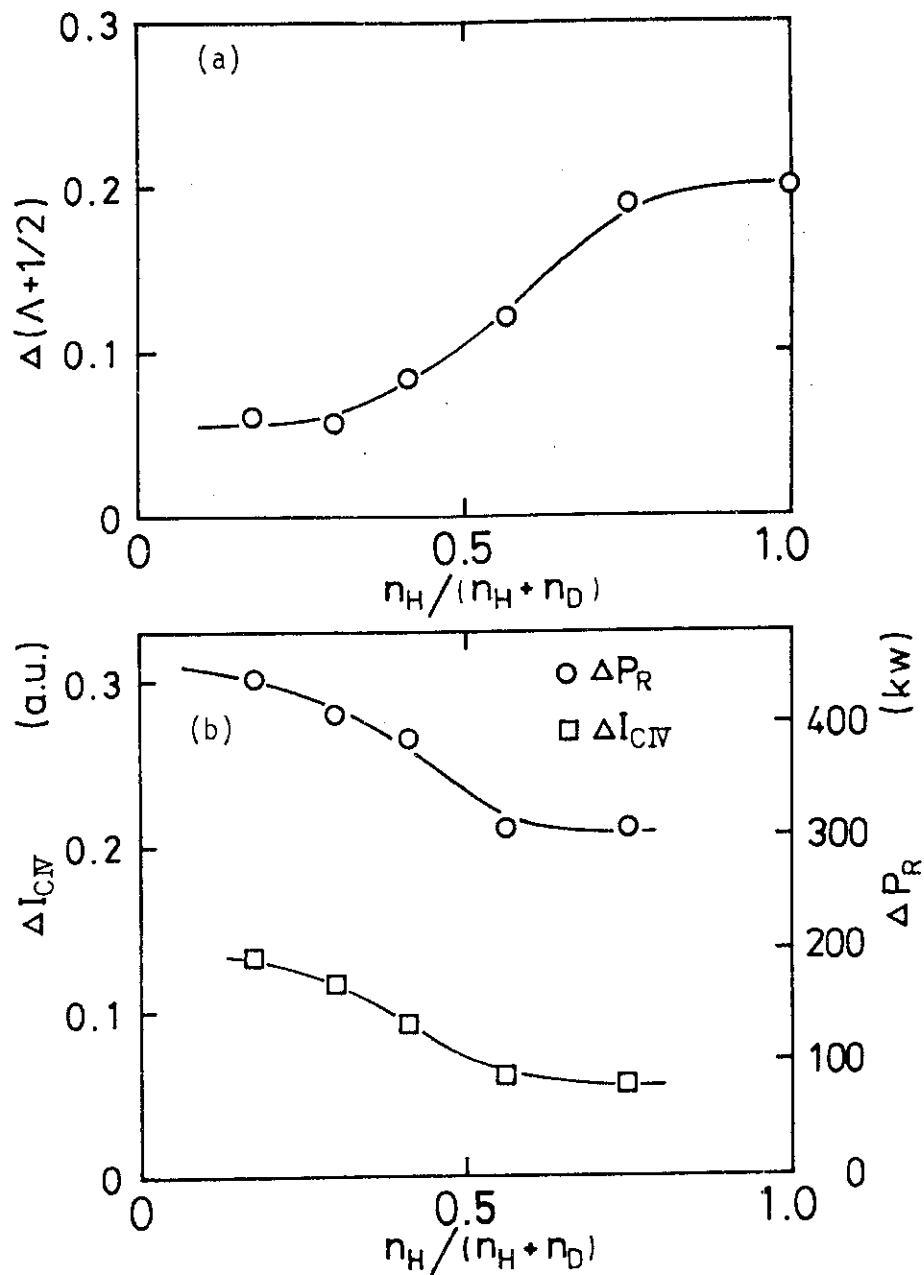 0.3
(a)
0.2
0.1
0
Δ(Λ+1/2)
0
0.5
1.0
n_H/(n_H + n_D)
(a.u.)
0.3
(b)
0.2
0.1
0
ΔI_CIV
○ ΔP_R
□ ΔI_CIV
(kW)
400
300
200
100
0
ΔP_R
0
0.5
1.0
n_H/(n_H + n_D)